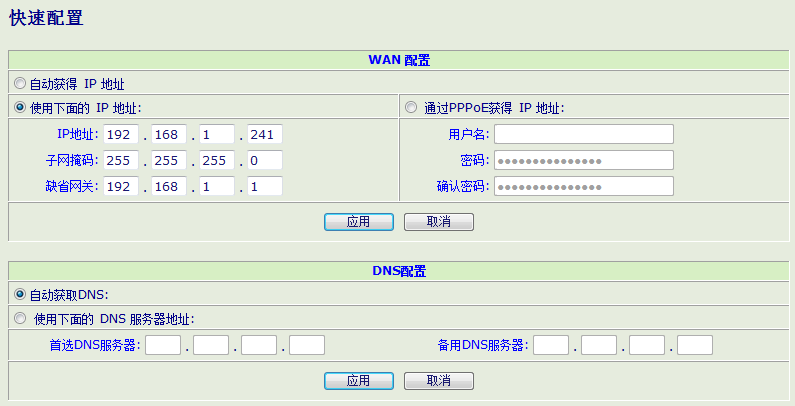 快速配置
WAN 配置
自动获得 IP 地址
使用下面的 IP 地址: 通过PPPoE获得 IP 地址:
IP地址: 192 . 168 . 1 . 241 用户名:
子网掩码: 255 . 255 . 255 . 0 密码: ●●●●●●●●●●●●●●●
缺省网关: 192 . 168 . 1 . 1 确认密码: ●●●●●●●●●●●●●●●
应用 取消
DNS配置
自动获取DNS:
使用下面的 DNS 服务器地址:
首选DNS服务器: . . . 备用DNS服务器: . . .
应用 取消